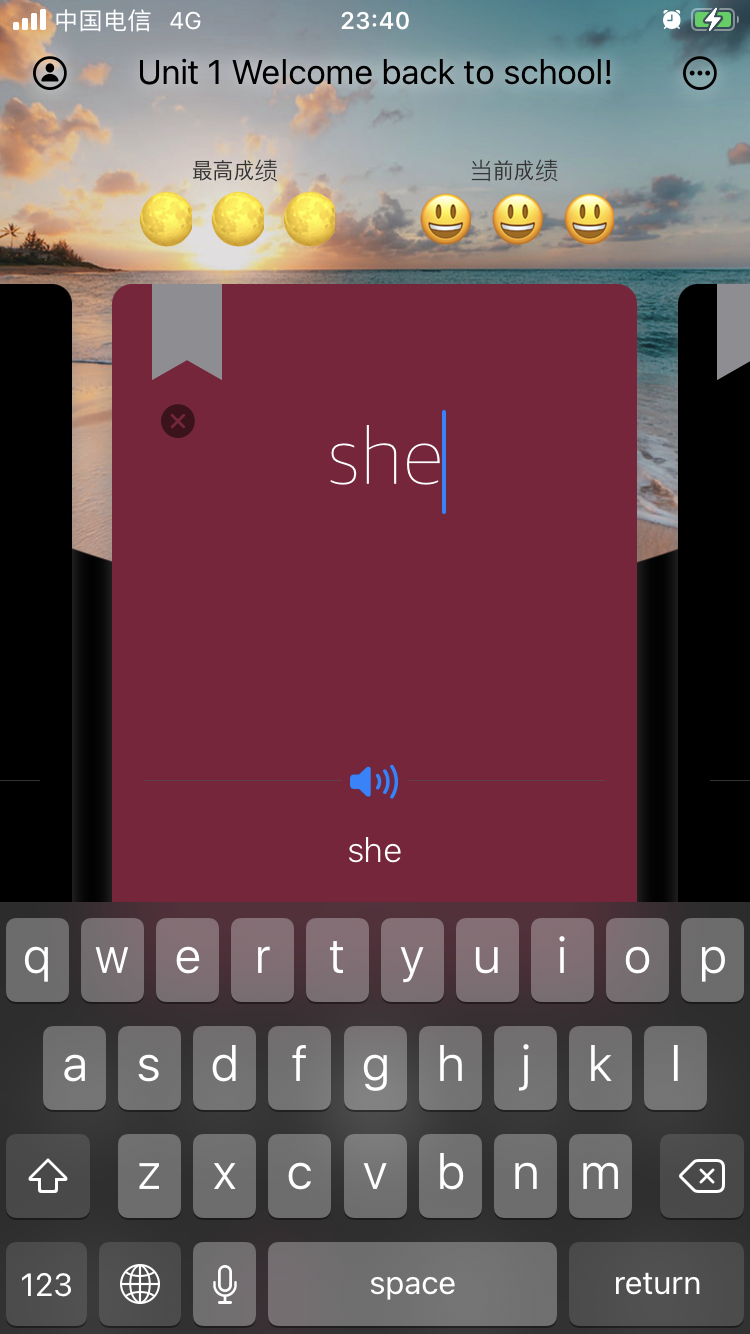 中国电信 4G 23:40
Unit 1 Welcome back to school!
最高成绩 当前成绩
she
she
q w e r t y u i o p
a s d f g h j k l
z x c v b n m
123 space return